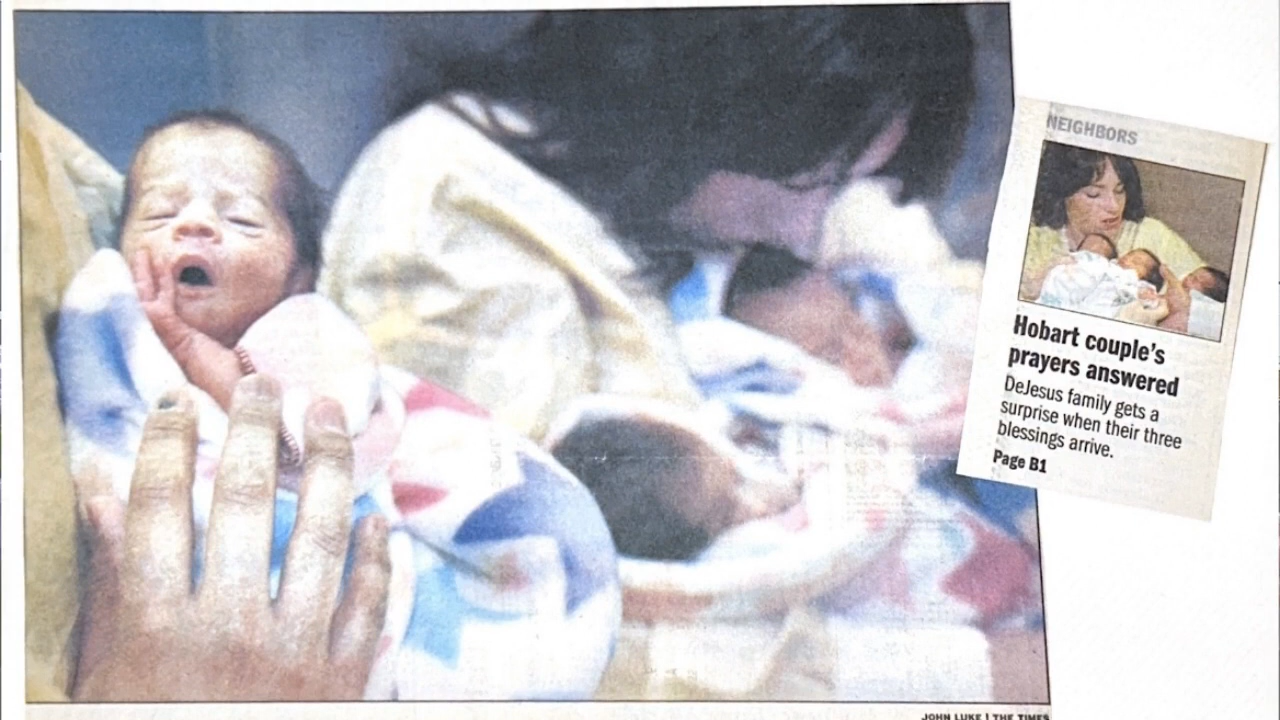 NEIGHBORS
Hobart couple's
prayers answered
DeJesus family gets a
surprise when their three
blessings arrive.
Page B1
JOHN LUKE | THE TIMES